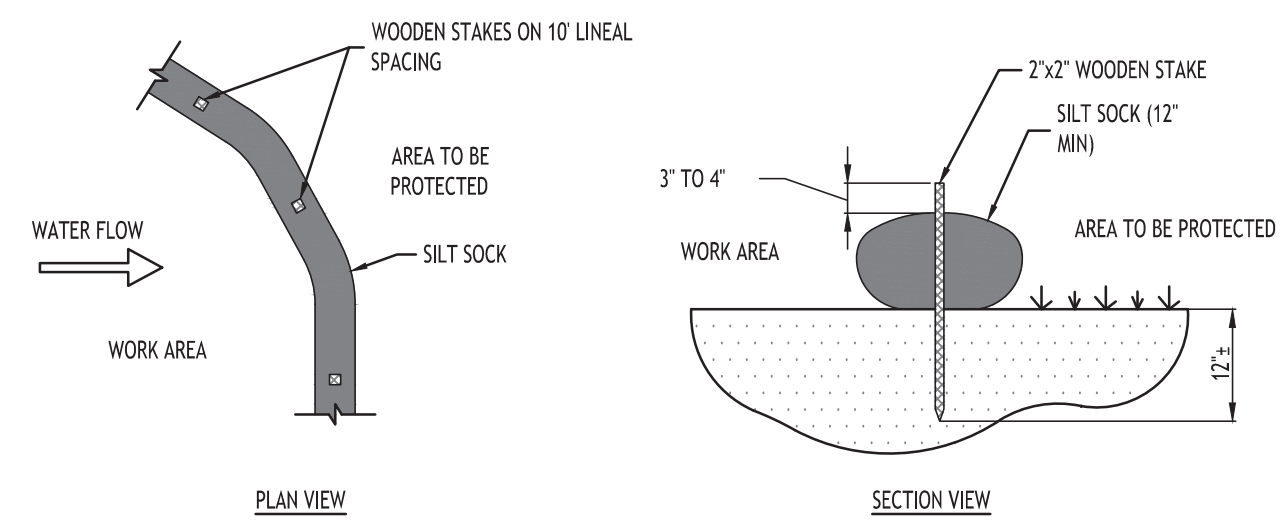 WOODEN STAKES ON 10' LINEAL
SPACING
AREA TO BE
PROTECTED
WATER FLOW
SILT SOCK
WORK AREA
PLAN VIEW
2"x2" WOODEN STAKE
SILT SOCK (12"
MIN)
3" TO 4"
WORK AREA
AREA TO BE PROTECTED
12"±
SECTION VIEW